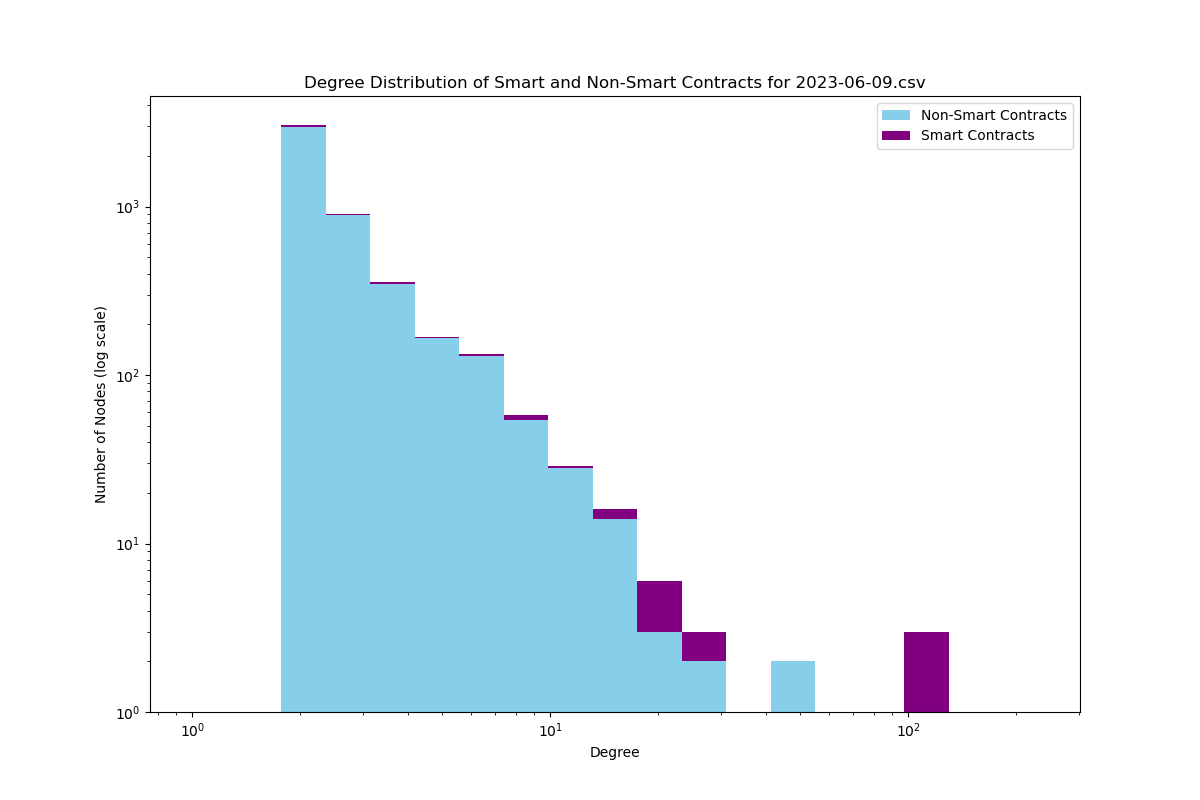 Degree Distribution of Smart and Non-Smart Contracts for 2023-06-09.csv
Non-Smart Contracts
Smart Contracts
Number of Nodes (log scale)
10³
10²
10¹
10⁰
10⁰ 10¹ 10²
Degree